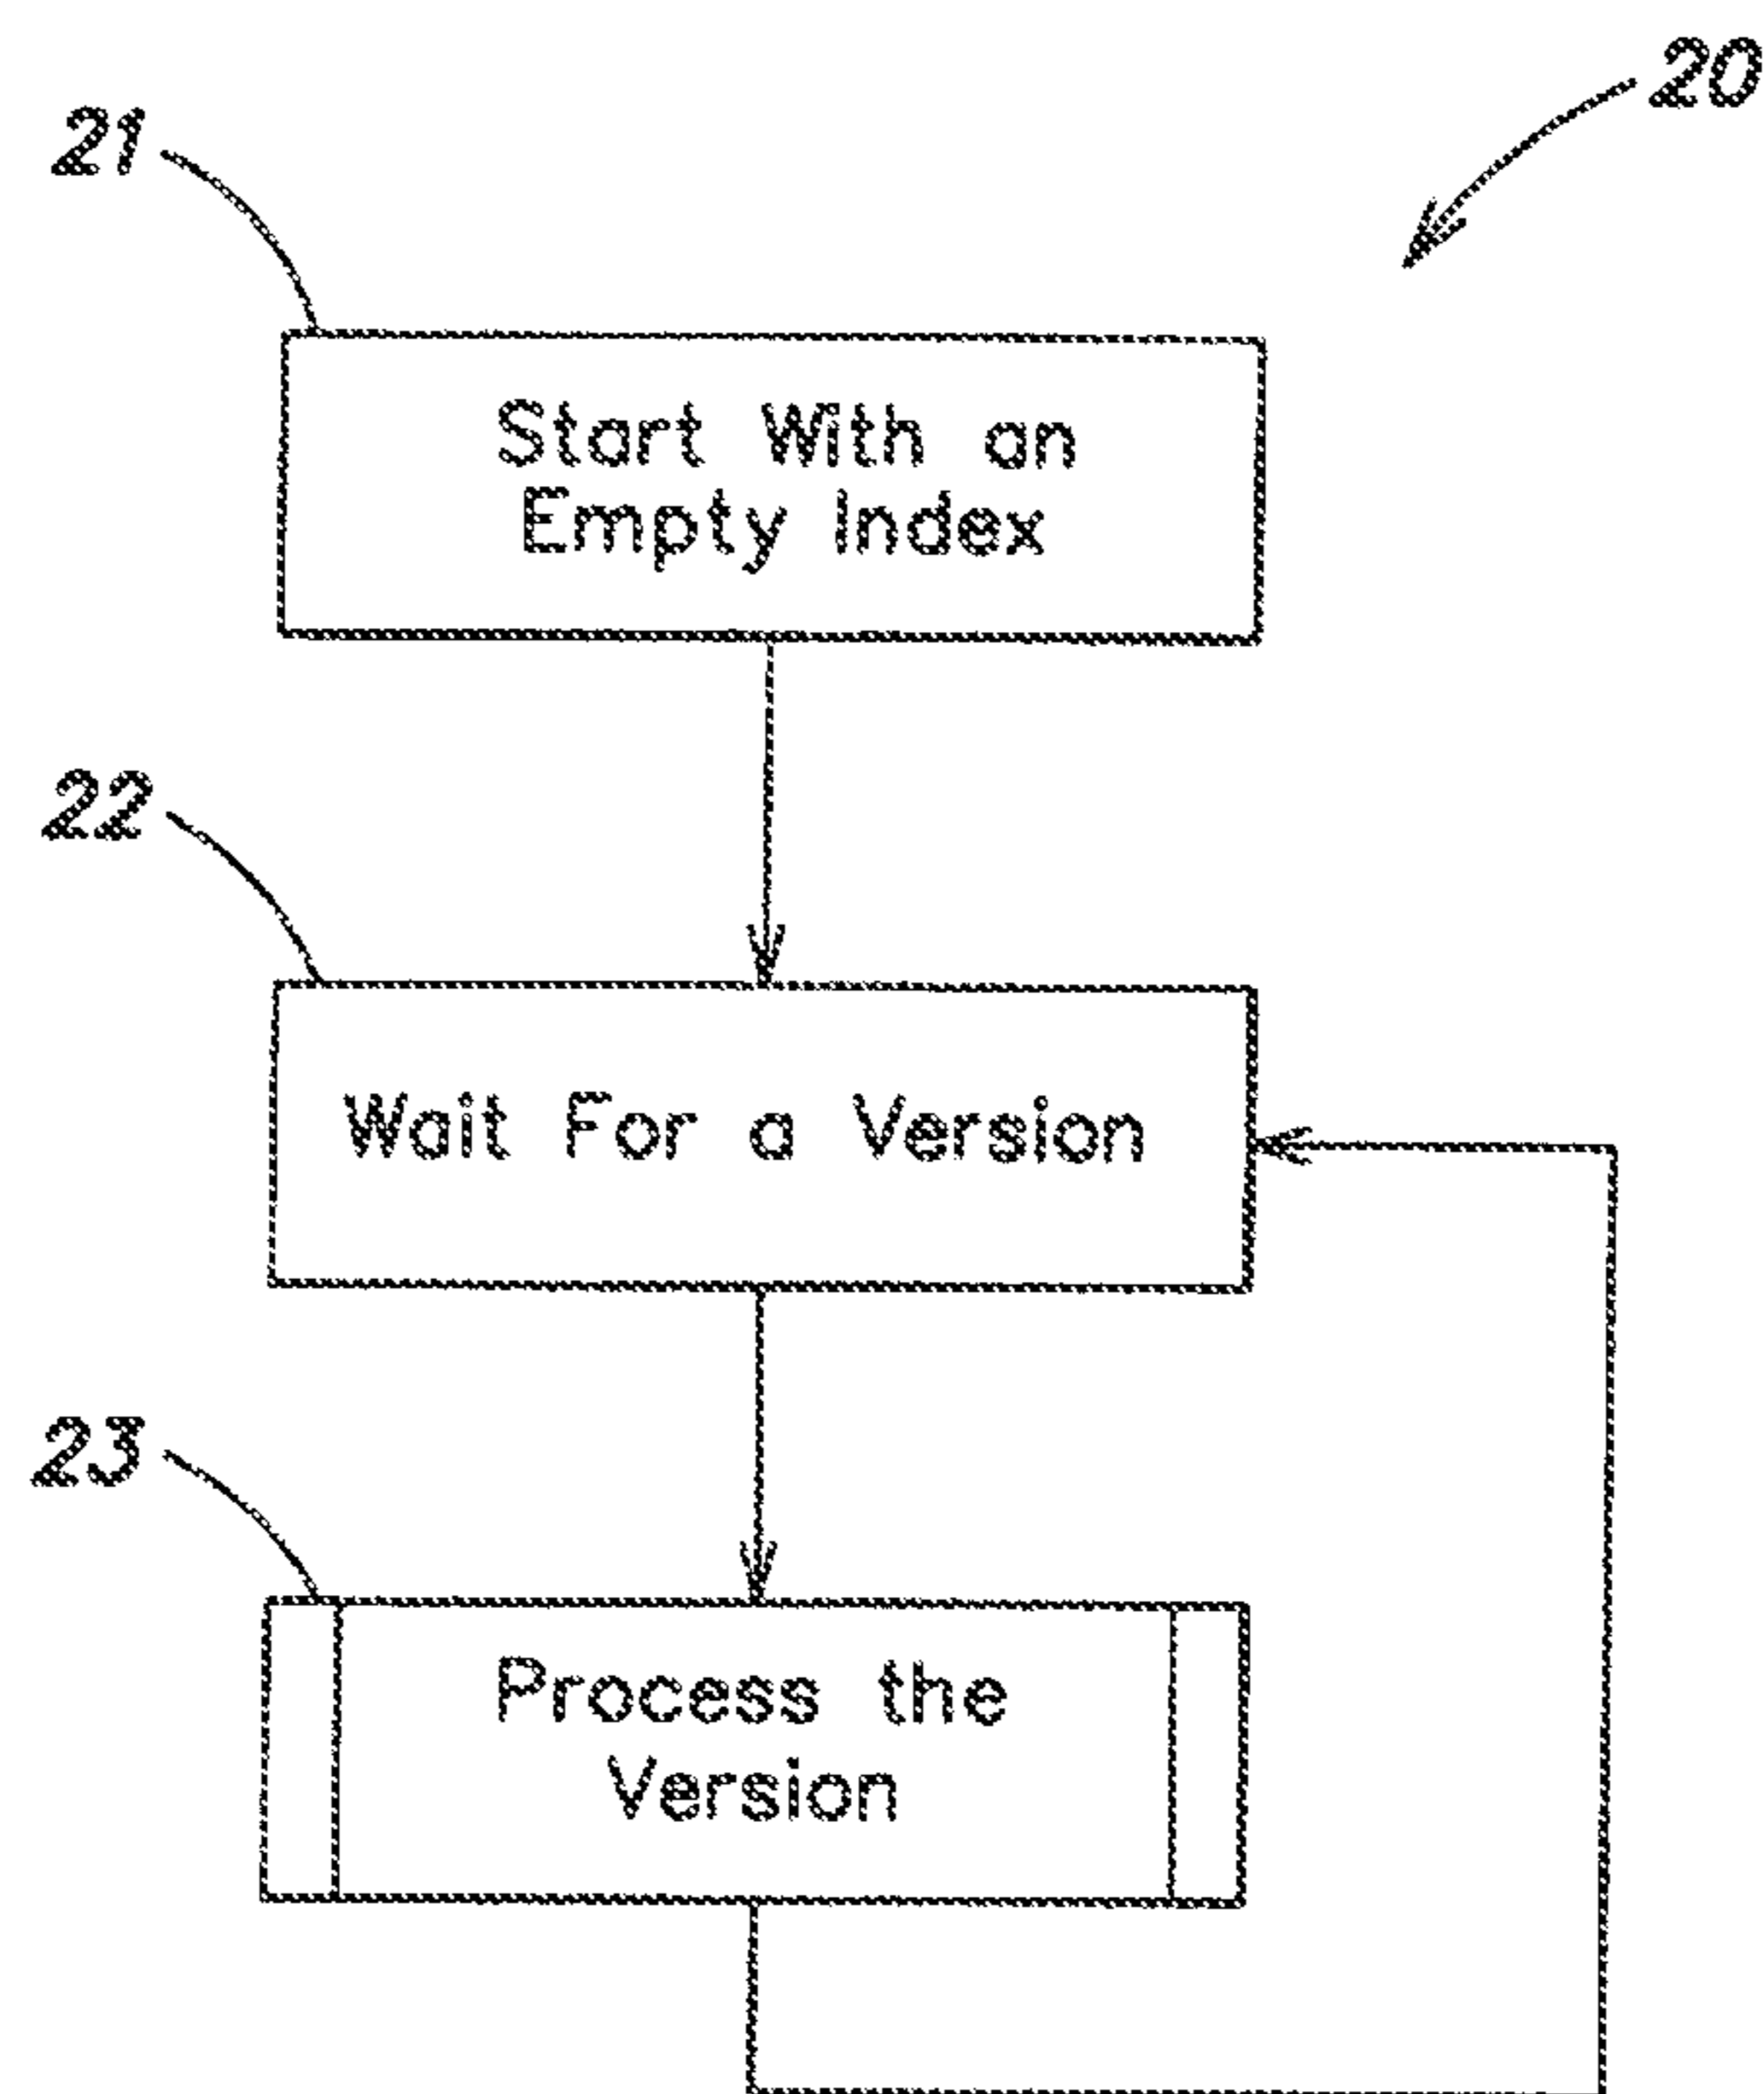 20
21
Start With an
Empty Index
22
Wait For a Version
23
Process the
Version